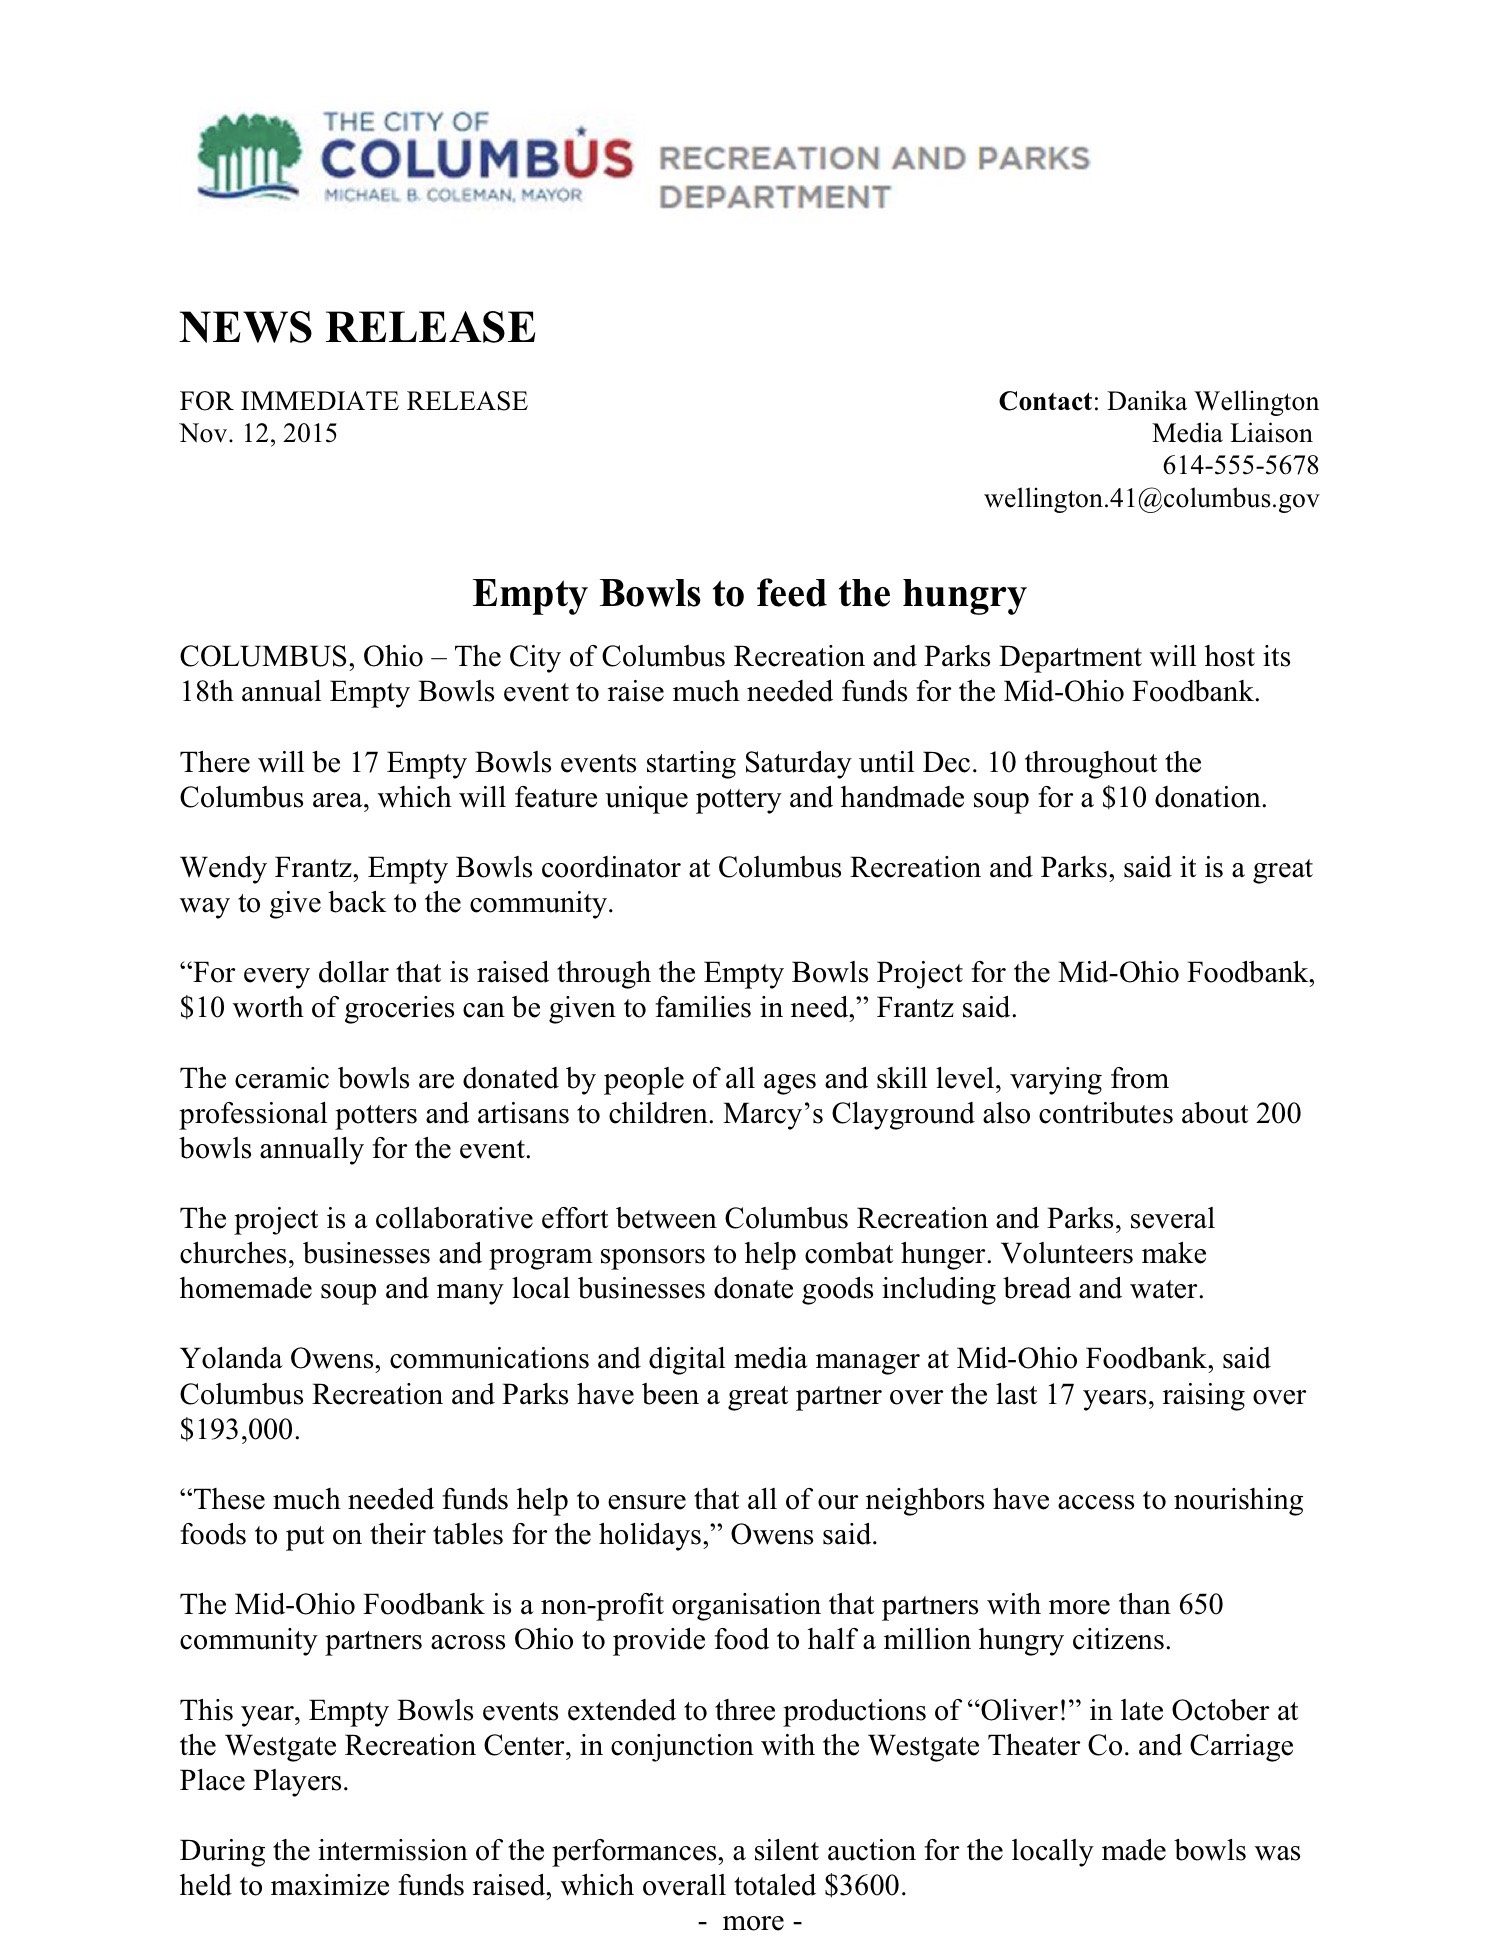 THE CITY OF
COLUMBUS
MICHAEL B. COLEMAN, MAYOR
RECREATION AND PARKS
DEPARTMENT
NEWS RELEASE
FOR IMMEDIATE RELEASE
Nov. 12, 2015
Contact: Danika Wellington
Media Liaison
614-555-5678
wellington.41@columbus.gov
Empty Bowls to feed the hungry
COLUMBUS, Ohio – The City of Columbus Recreation and Parks Department will host its
18th annual Empty Bowls event to raise much needed funds for the Mid-Ohio Foodbank.
There will be 17 Empty Bowls events starting Saturday until Dec. 10 throughout the
Columbus area, which will feature unique pottery and handmade soup for a $10 donation.
Wendy Frantz, Empty Bowls coordinator at Columbus Recreation and Parks, said it is a great
way to give back to the community.
“For every dollar that is raised through the Empty Bowls Project for the Mid-Ohio Foodbank,
$10 worth of groceries can be given to families in need,” Frantz said.
The ceramic bowls are donated by people of all ages and skill level, varying from
professional potters and artisans to children. Marcy’s Clayground also contributes about 200
bowls annually for the event.
The project is a collaborative effort between Columbus Recreation and Parks, several
churches, businesses and program sponsors to help combat hunger. Volunteers make
homemade soup and many local businesses donate goods including bread and water.
Yolanda Owens, communications and digital media manager at Mid-Ohio Foodbank, said
Columbus Recreation and Parks have been a great partner over the last 17 years, raising over
$193,000.
“These much needed funds help to ensure that all of our neighbors have access to nourishing
foods to put on their tables for the holidays,” Owens said.
The Mid-Ohio Foodbank is a non-profit organisation that partners with more than 650
community partners across Ohio to provide food to half a million hungry citizens.
This year, Empty Bowls events extended to three productions of “Oliver!” in late October at
the Westgate Recreation Center, in conjunction with the Westgate Theater Co. and Carriage
Place Players.
During the intermission of the performances, a silent auction for the locally made bowls was
held to maximize funds raised, which overall totaled $3600.
- more -